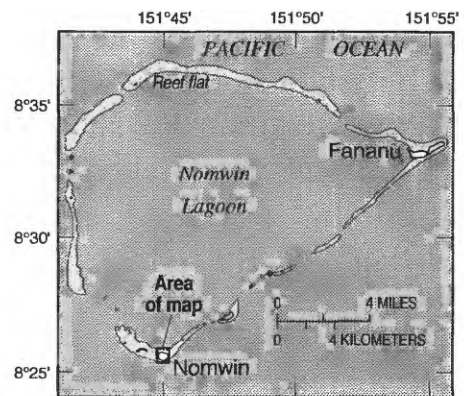 151°45' 151°50' 151°55'
PACIFIC OCEAN
8°35'
Reef flat
Fananu
Nomwin
Lagoon
8°30'
Area
of map
0 4 MILES
0 4 KILOMETERS
Nomwin
8°25'